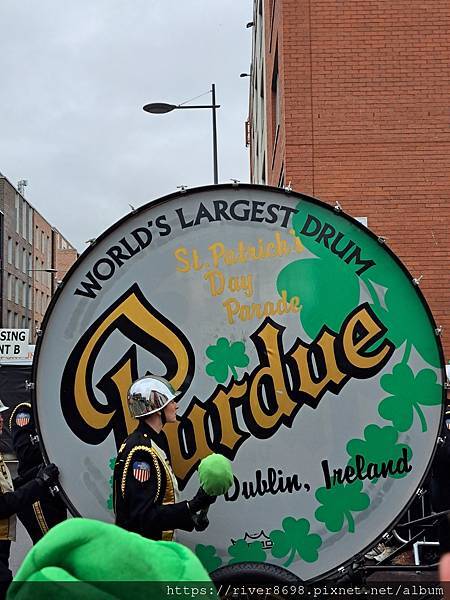 WORLD'S LARGEST DRUM
St. Patrick's
Day
Parade
Purdue
Dublin, Ireland
SING
NT B
https://river8698.pixnet.net/album